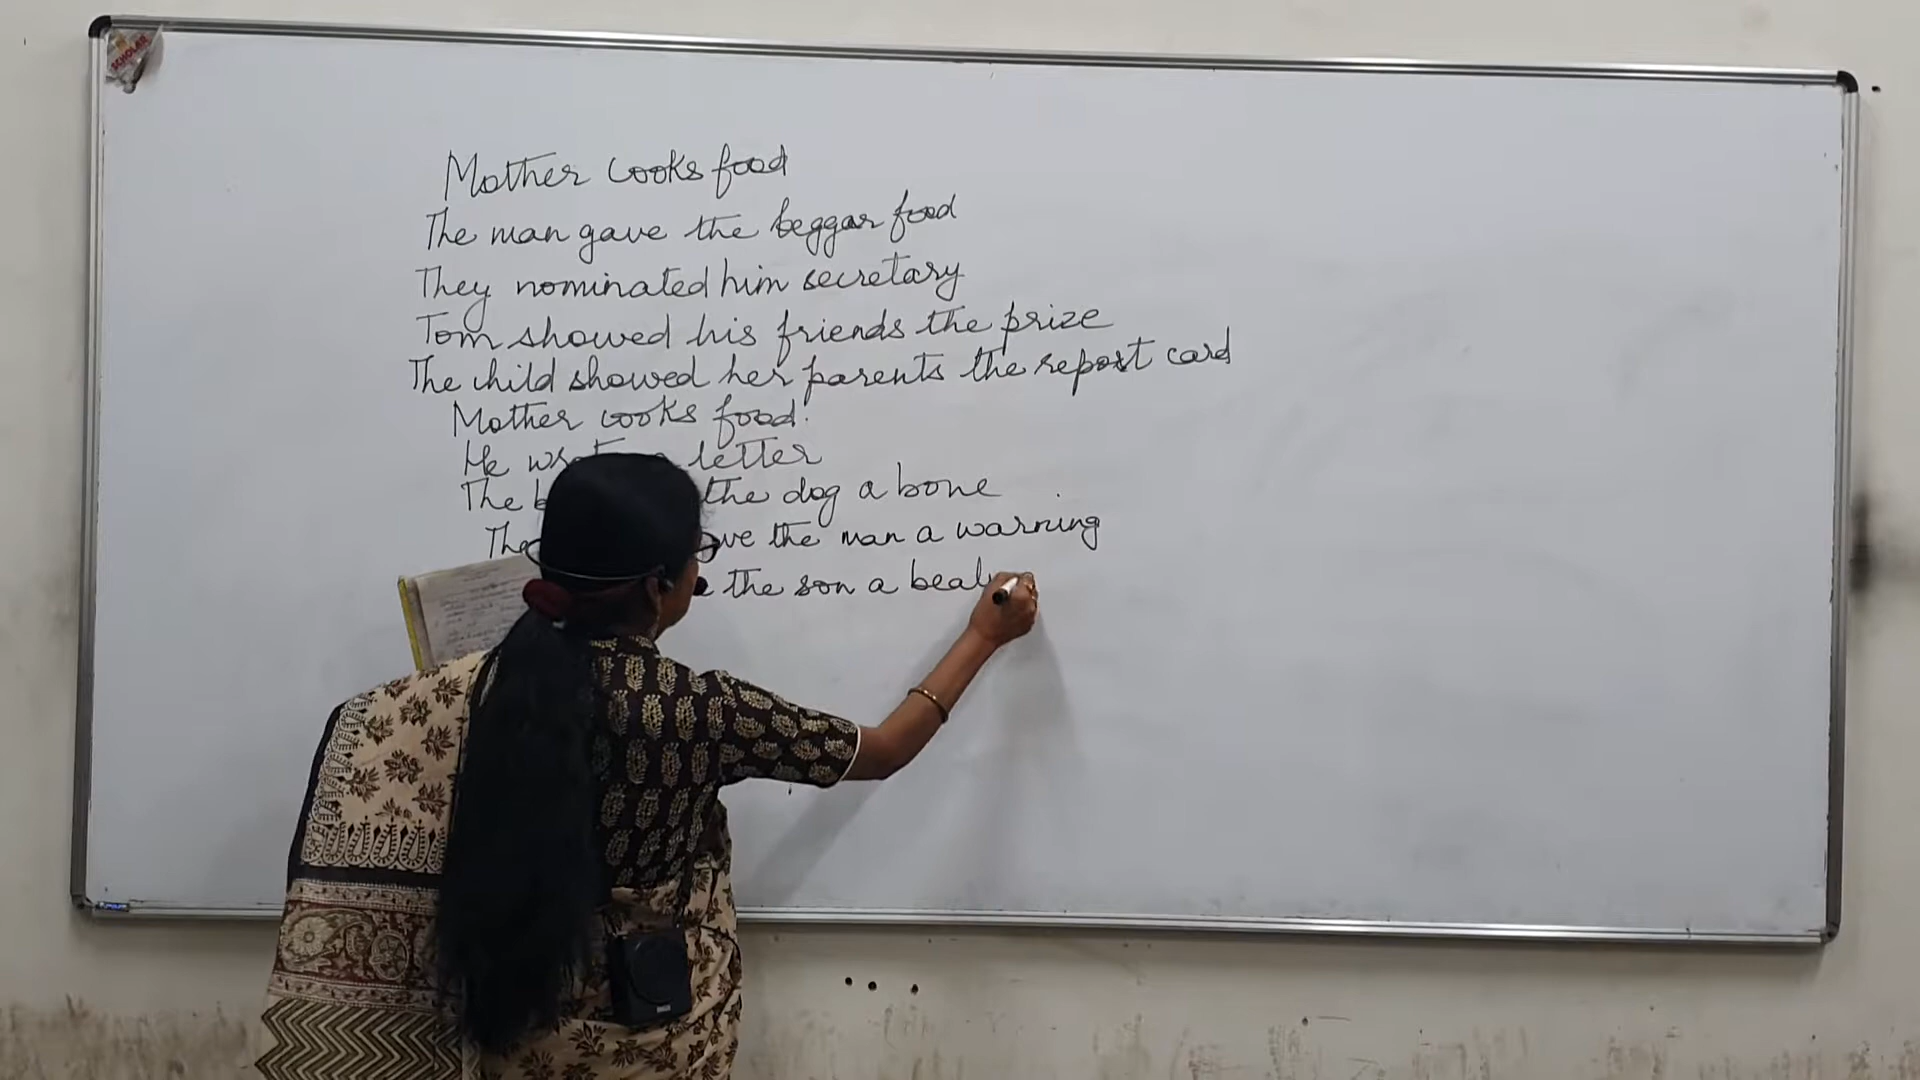 SCHOLAR
Mother cooks food
The man gave the beggar food
They nominated him secretary
Tom showed his friends the prize
The child showed her parents the report card
Mother cooks food.
He letter
The the dog a bone
The the man a warning
the son a